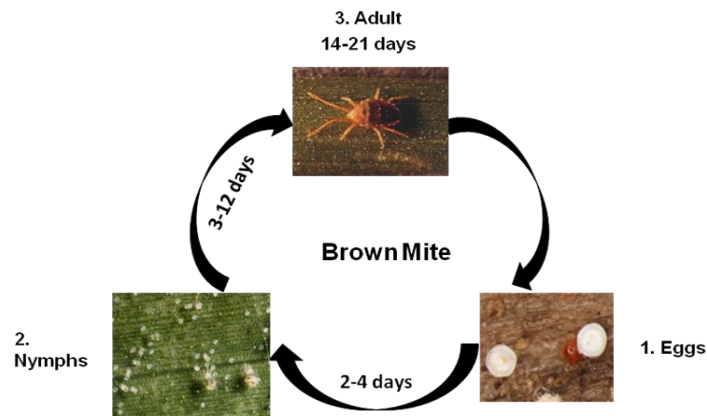 3. Adult
14-21 days
3-12 days
Brown Mite
2.
Nymphs
1. Eggs
2-4 days